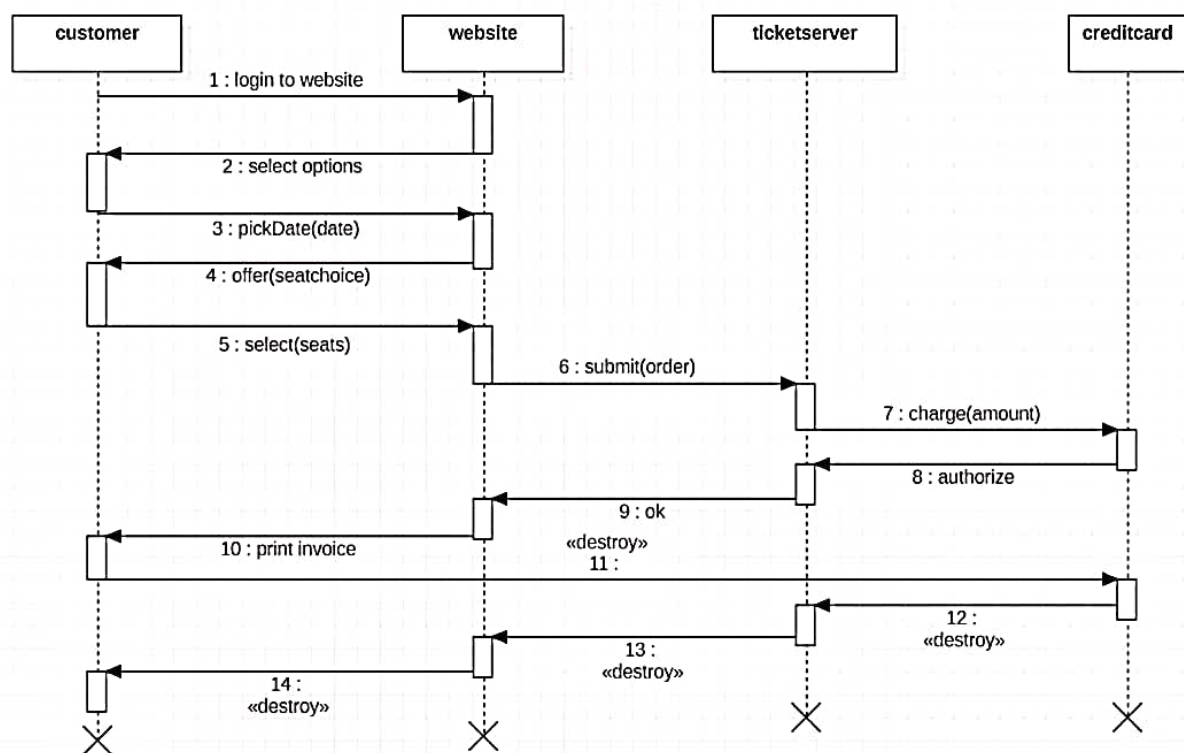 customer
website
ticketserver
creditcard
1 : login to website
2 : select options
3 : pickDate(date)
4 : offer(seatchoice)
5 : select(seats)
6 : submit(order)
7 : charge(amount)
8 : authorize
9 : ok
10 : print invoice
«destroy»
11 :
12 :
«destroy»
13 :
«destroy»
14 :
«destroy»